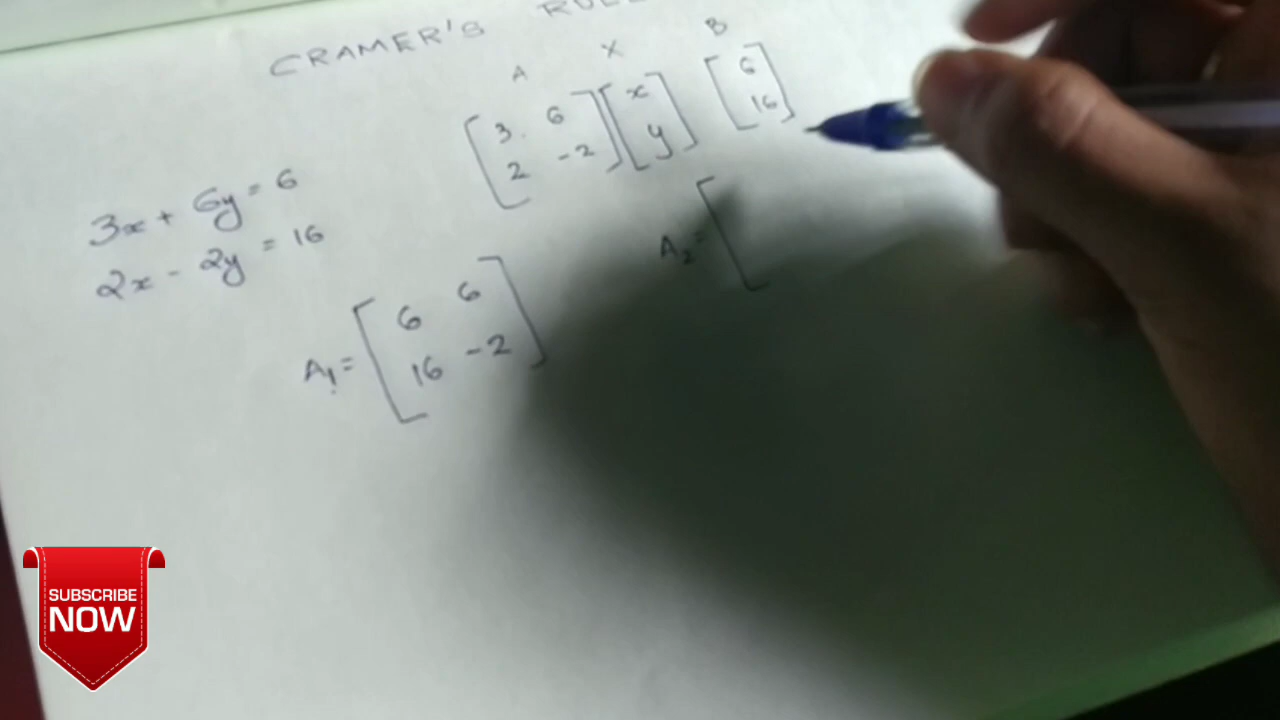 CRAMER'S RULE
A X B
[3. 6 [x [6
2 -2] y] 16]
3x + 6y = 6
2x - 2y = 16
A1 = [6 6
16 -2]
A2 = [
SUBSCRIBE
NOW